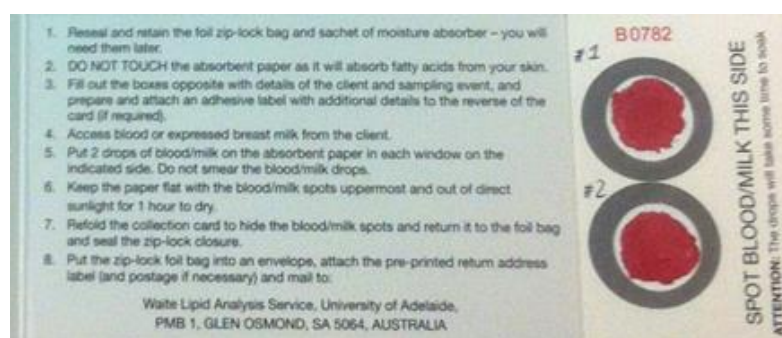 1. Reseal and retain the foil zip-lock bag and sachet of moisture absorber – you will
need them later.
2. DO NOT TOUCH the absorbent paper as it will absorb fatty acids from your skin.
3. Fill out the boxes opposite with details of the client and sampling event, and
prepare and attach an adhesive label with additional details to the reverse of the
card (if required).
4. Access blood or expressed breast milk from the client.
5. Put 2 drops of blood/milk on the absorbent paper in each window on the
indicated side. Do not smear the blood/milk drops.
6. Keep the paper flat with the blood/milk spots uppermost and out of direct
sunlight for 1 hour to dry.
7. Refold the collection card to hide the blood/milk spots and return it to the foil bag
and seal the zip-lock closure.
8. Put the zip-lock foil bag into an envelope, attach the pre-printed return address
label (and postage if necessary) and mail to:
Waite Lipid Analysis Service, University of Adelaide,
PMB 1, GLEN OSMOND, SA 5064, AUSTRALIA
B0782
#1
#2
SPOT BLOOD/MILK THIS SIDE
ATTENTION: The drops will take some time to soak